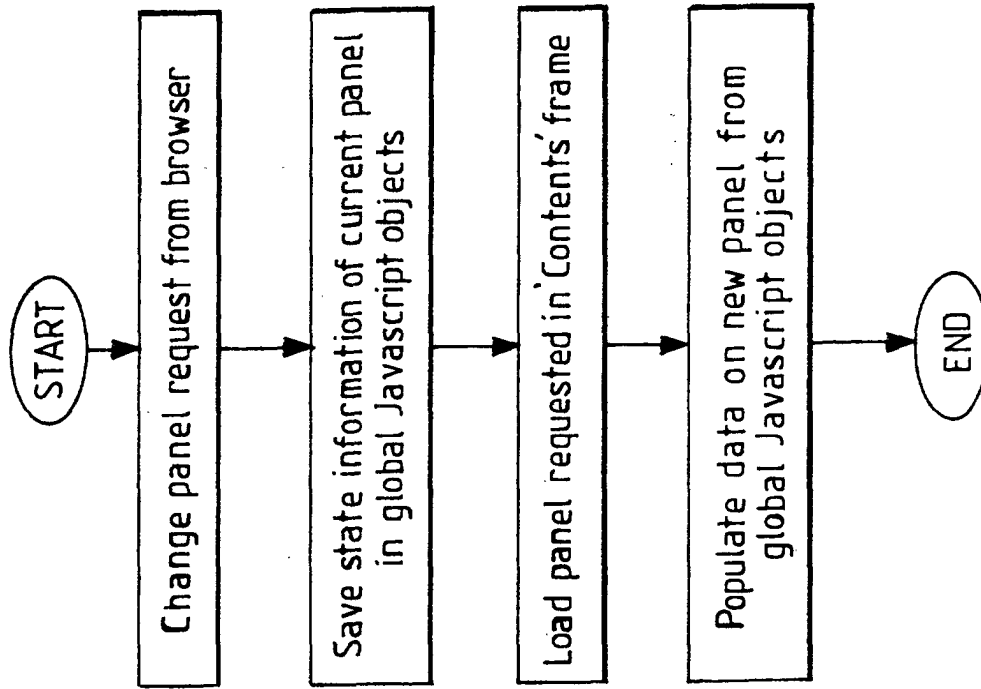 START
Change panel request from browser
Save state information of current panel
in global Javascript objects
Load panel requested in 'Contents' frame
Populate data on new panel from
global Javascript objects
END